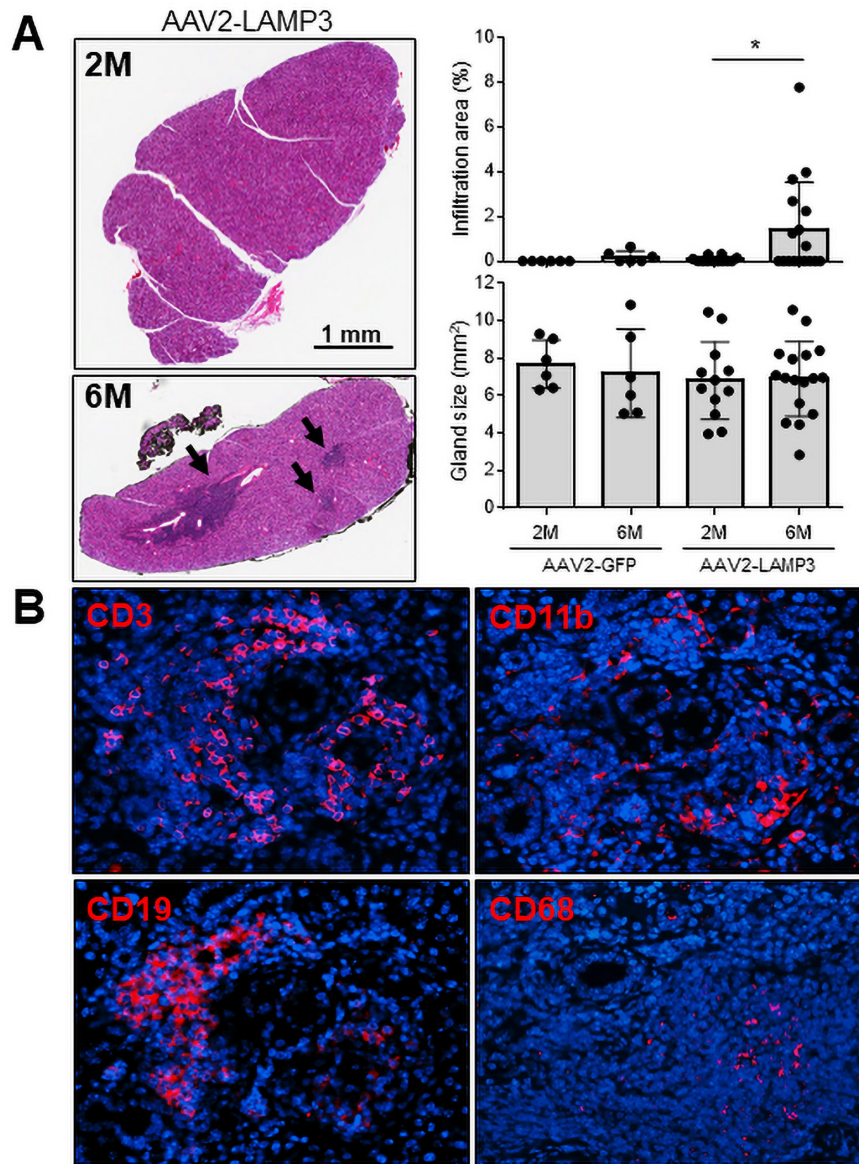 A
AAV2-LAMP3
2M
1 mm
6M
*
Infiltration area (%)
10
8
6
4
2
0
Gland size (mm²)
12
10
8
6
4
2
0
2M 6M 2M 6M
AAV2-GFP AAV2-LAMP3
B
CD3
CD11b
CD19
CD68